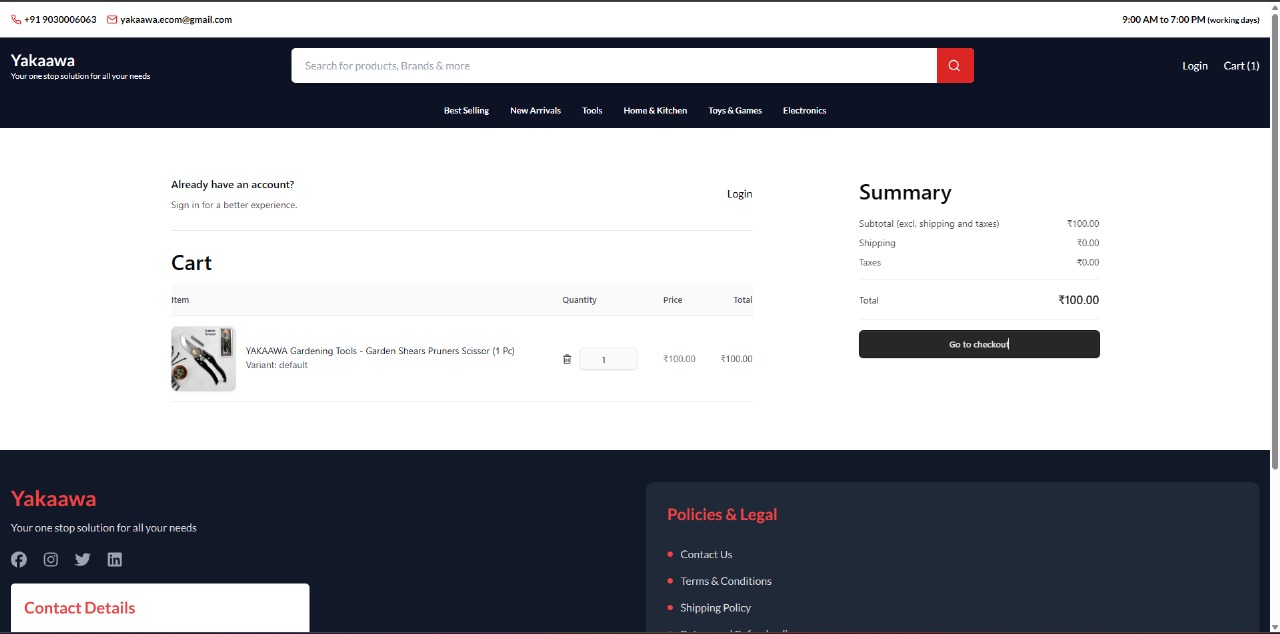 +91 9030006063 yakaawa.ecom@gmail.com 9:00 AM to 7:00 PM (working days)
Yakaawa
Your one stop solution for all your needs
Search for products, Brands & more
Login Cart (1)
Best Selling New Arrivals Tools Home & Kitchen Toys & Games Electronics
Already have an account?
Sign in for a better experience.
Login
Cart
Item Quantity Price Total
YAKAAWA Gardening Tools - Garden Shears Pruners Scissor (1 Pc)
Variant: default
1 ₹100.00 ₹100.00
Summary
Subtotal (excl. shipping and taxes) ₹100.00
Shipping ₹0.00
Taxes ₹0.00
Total ₹100.00
Go to checkout
Yakaawa
Your one stop solution for all your needs
Contact Details
Policies & Legal
Contact Us
Terms & Conditions
Shipping Policy